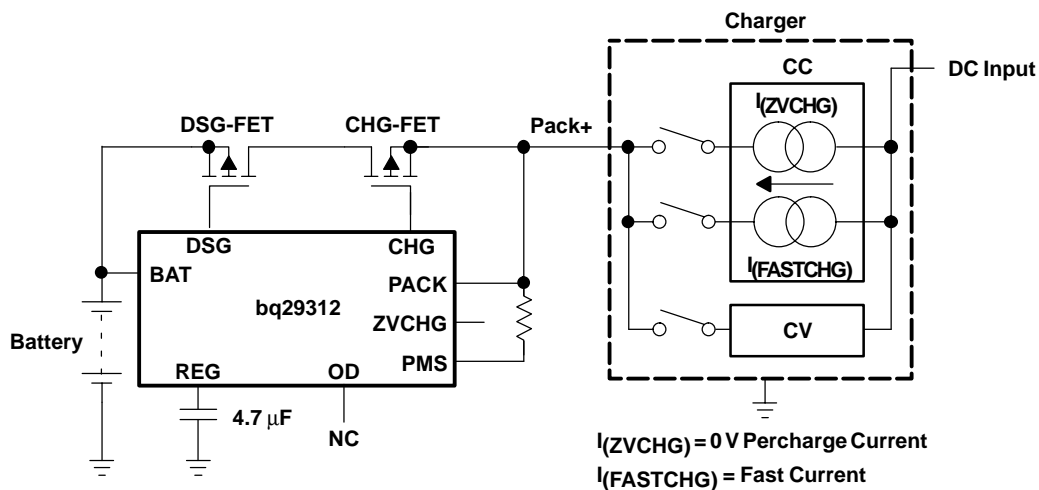 Charger
CC
DC Input
I(ZVCHG)
DSG-FET
CHG-FET
Pack+
DSG
CHG
I(FASTCHG)
BAT
PACK
bq29312
ZVCHG
CV
Battery
PMS
REG
OD
4.7 μF
NC
I(ZVCHG) = 0 V Percharge Current
I(FASTCHG) = Fast Current